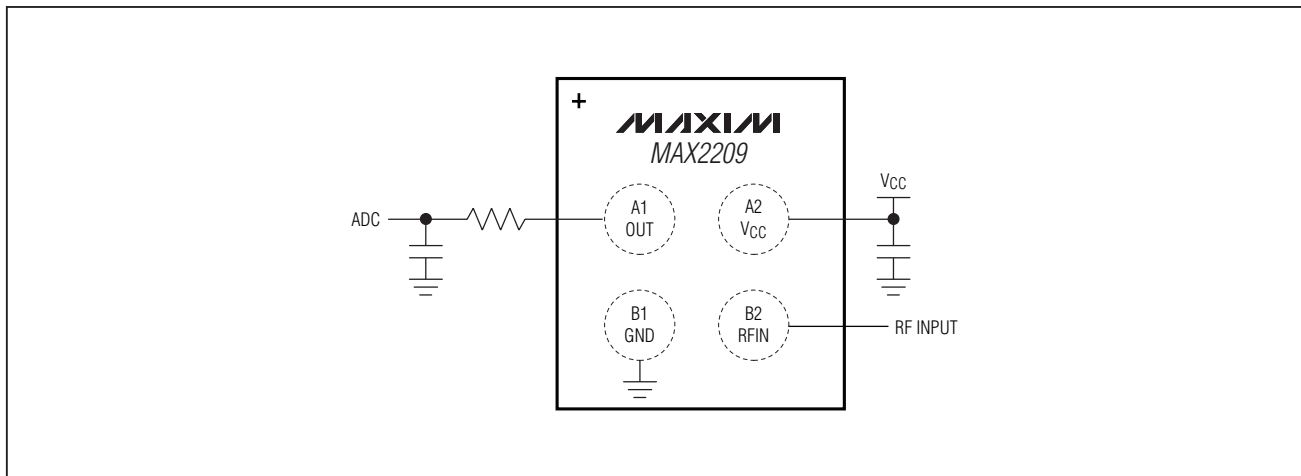 +
MAXIM
MAX2209
VCC
ADC
A1
OUT
A2
VCC
B1
GND
B2
RFIN
RF INPUT